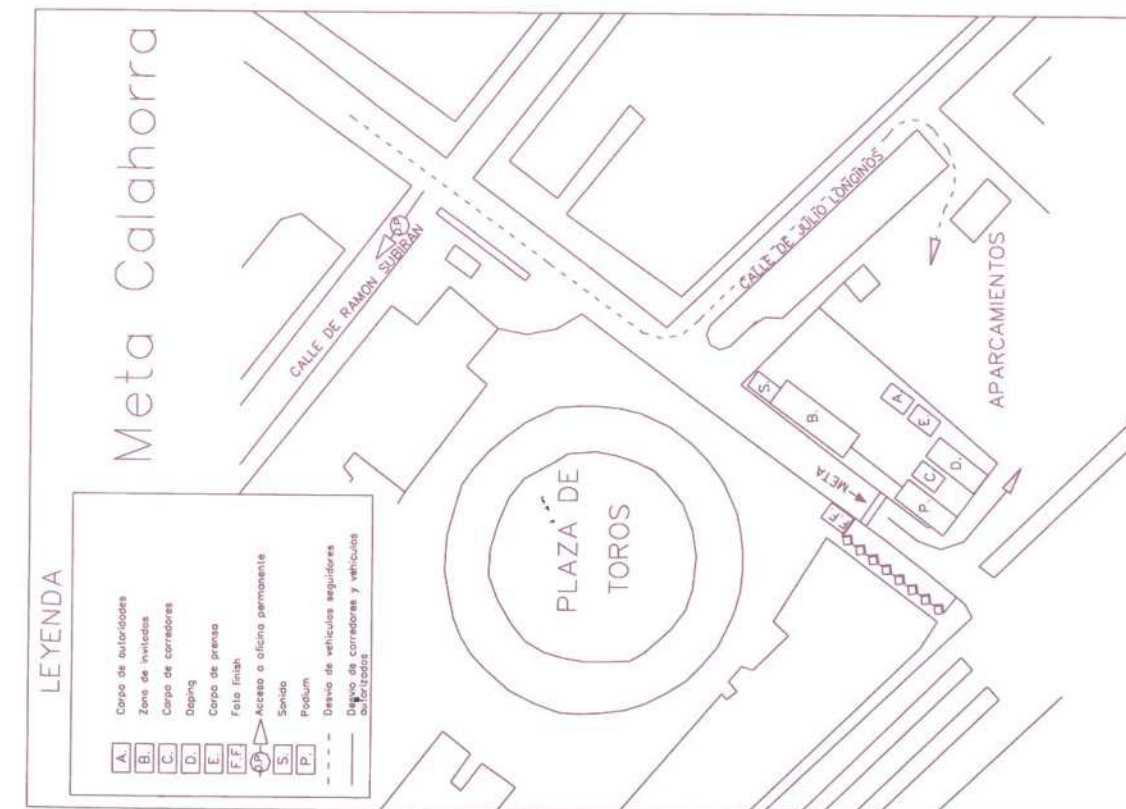 Meta Calahorra
LEYENDA
A. Carpa de autoridades
B. Zona de invitados
C. Carpa de corredores
D. Doping
E. Carpa de prensa
F.F. Foto finish
O.P. Acceso a oficina permanente
S. Sonido
P. Podium
Desvio de vehiculos seguidores
Desvio de corredores y vehiculos
autorizados
CALLE DE RAMON SUBIRAN
O.P.
CALLE DE JULIO LONGINOS
APARCAMIENTOS
PLAZA DE
TOROS
META
S.
B.
A.
E.
C.
D.
P.
F.F.